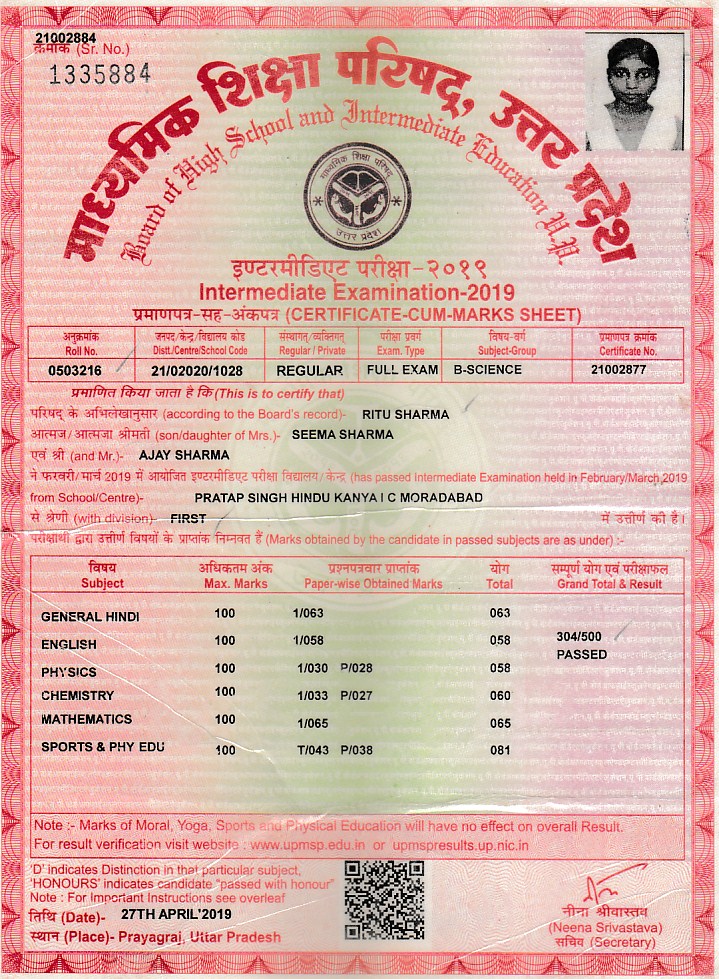 21002884
क्रमांक (Sr. No.)
1335884
माध्यमिक शिक्षा परिषद्, उत्तर प्रदेश
Board of High School and Intermediate Education U.P.
माध्यमिक शिक्षा परिषद्
उत्तर प्रदेश
इण्टरमीडिएट परीक्षा-२०१९
Intermediate Examination-2019
प्रमाणपत्र-सह-अंकपत्र (CERTIFICATE-CUM-MARKS SHEET)
अनुक्रमांक जनपद/केन्द्र/विद्यालय कोड संस्थागत/व्यक्तिगत् परीक्षा प्रवर्ग विषय-वर्ग प्रमाणपत्र क्रमांक
Roll No. Distt./Centre/School Code Regular / Private Exam. Type Subject-Group Certificate No.
0503216 21/02020/1028 REGULAR FULL EXAM B-SCIENCE 21002877
प्रमाणित किया जाता है कि (This is to certify that)
परिषद् के अभिलेखानुसार (according to the Board's record)- RITU SHARMA
आत्मज/आत्मजा श्रीमती (son/daughter of Mrs.)- SEEMA SHARMA
एवं श्री (and Mr.)- AJAY SHARMA
ने फरवरी/मार्च 2019 में आयोजित इण्टरमीडिएट परीक्षा विद्यालय/केन्द्र (has passed Intermediate Examination held in February/March,2019
from School/Centre)- PRATAP SINGH HINDU KANYA I C MORADABAD
से श्रेणी (with division)- FIRST में उत्तीर्ण की है।
परीक्षार्थी द्वारा उत्तीर्ण विषयों के प्राप्तांक निम्नवत हैं (Marks obtained by the candidate in passed subjects are as under) :-
विषय अधिकतम अंक प्रश्नपत्रवार प्राप्तांक योग सम्पूर्ण योग एवं परीक्षाफल
Subject Max. Marks Paper-wise Obtained Marks Total Grand Total & Result
GENERAL HINDI 100 1/063 063
ENGLISH 100 1/058 058 304/500
PASSED
PHYSICS 100 1/030 P/028 058
CHEMISTRY 100 1/033 P/027 060
MATHEMATICS 100 1/065 065
SPORTS & PHY EDU 100 T/043 P/038 081
Note :- Marks of Moral, Yoga, Sports and Physical Education will have no effect on overall Result.
For result verification visit website : www.upmsp.edu.in or upmspresults.up.nic.in
'D' indicates Distinction in that particular subject,
'HONOURS' indicates candidate "passed with honour"
Note : For Important Instructions see overleaf
तिथि (Date)- 27TH APRIL'2019
स्थान (Place)- Prayagraj, Uttar Pradesh
नीना श्रीवास्तव
(Neena Srivastava)
सचिव (Secretary)